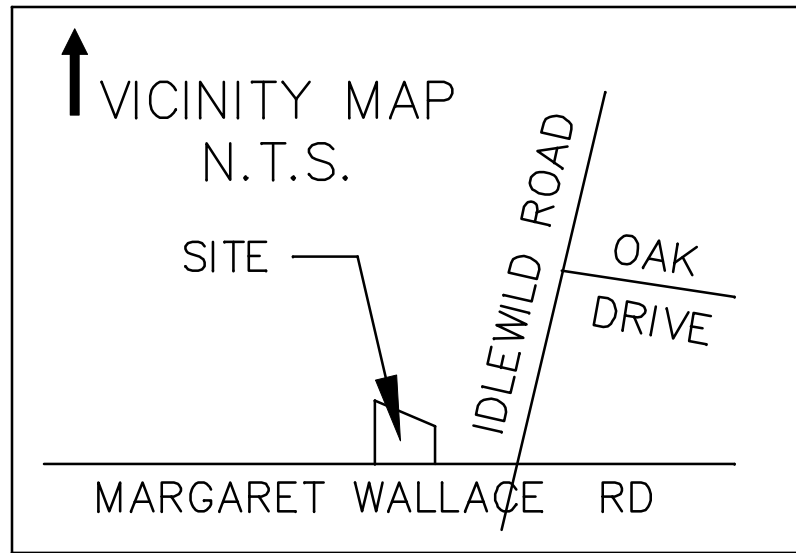 VICINITY MAP
N.T.S.
SITE
IDLEWILD ROAD
OAK
DRIVE
MARGARET WALLACE RD